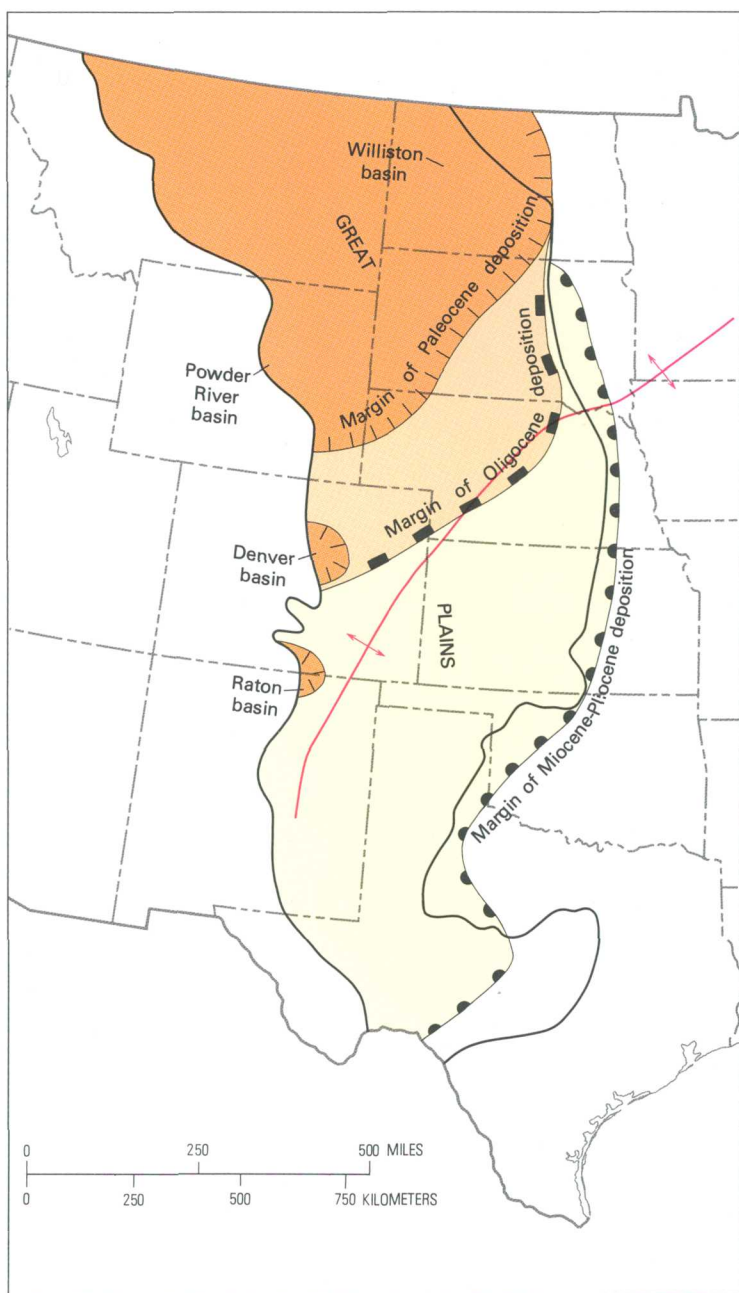 Williston
basin
GREAT
Margin of Paleocene deposition
Powder
River
basin
Margin of Oligocene deposition
Denver
basin
PLAINS
Raton
basin
Margin of Miocene-Pliocene deposition
0 250 500 MILES
0 250 500 750 KILOMETERS